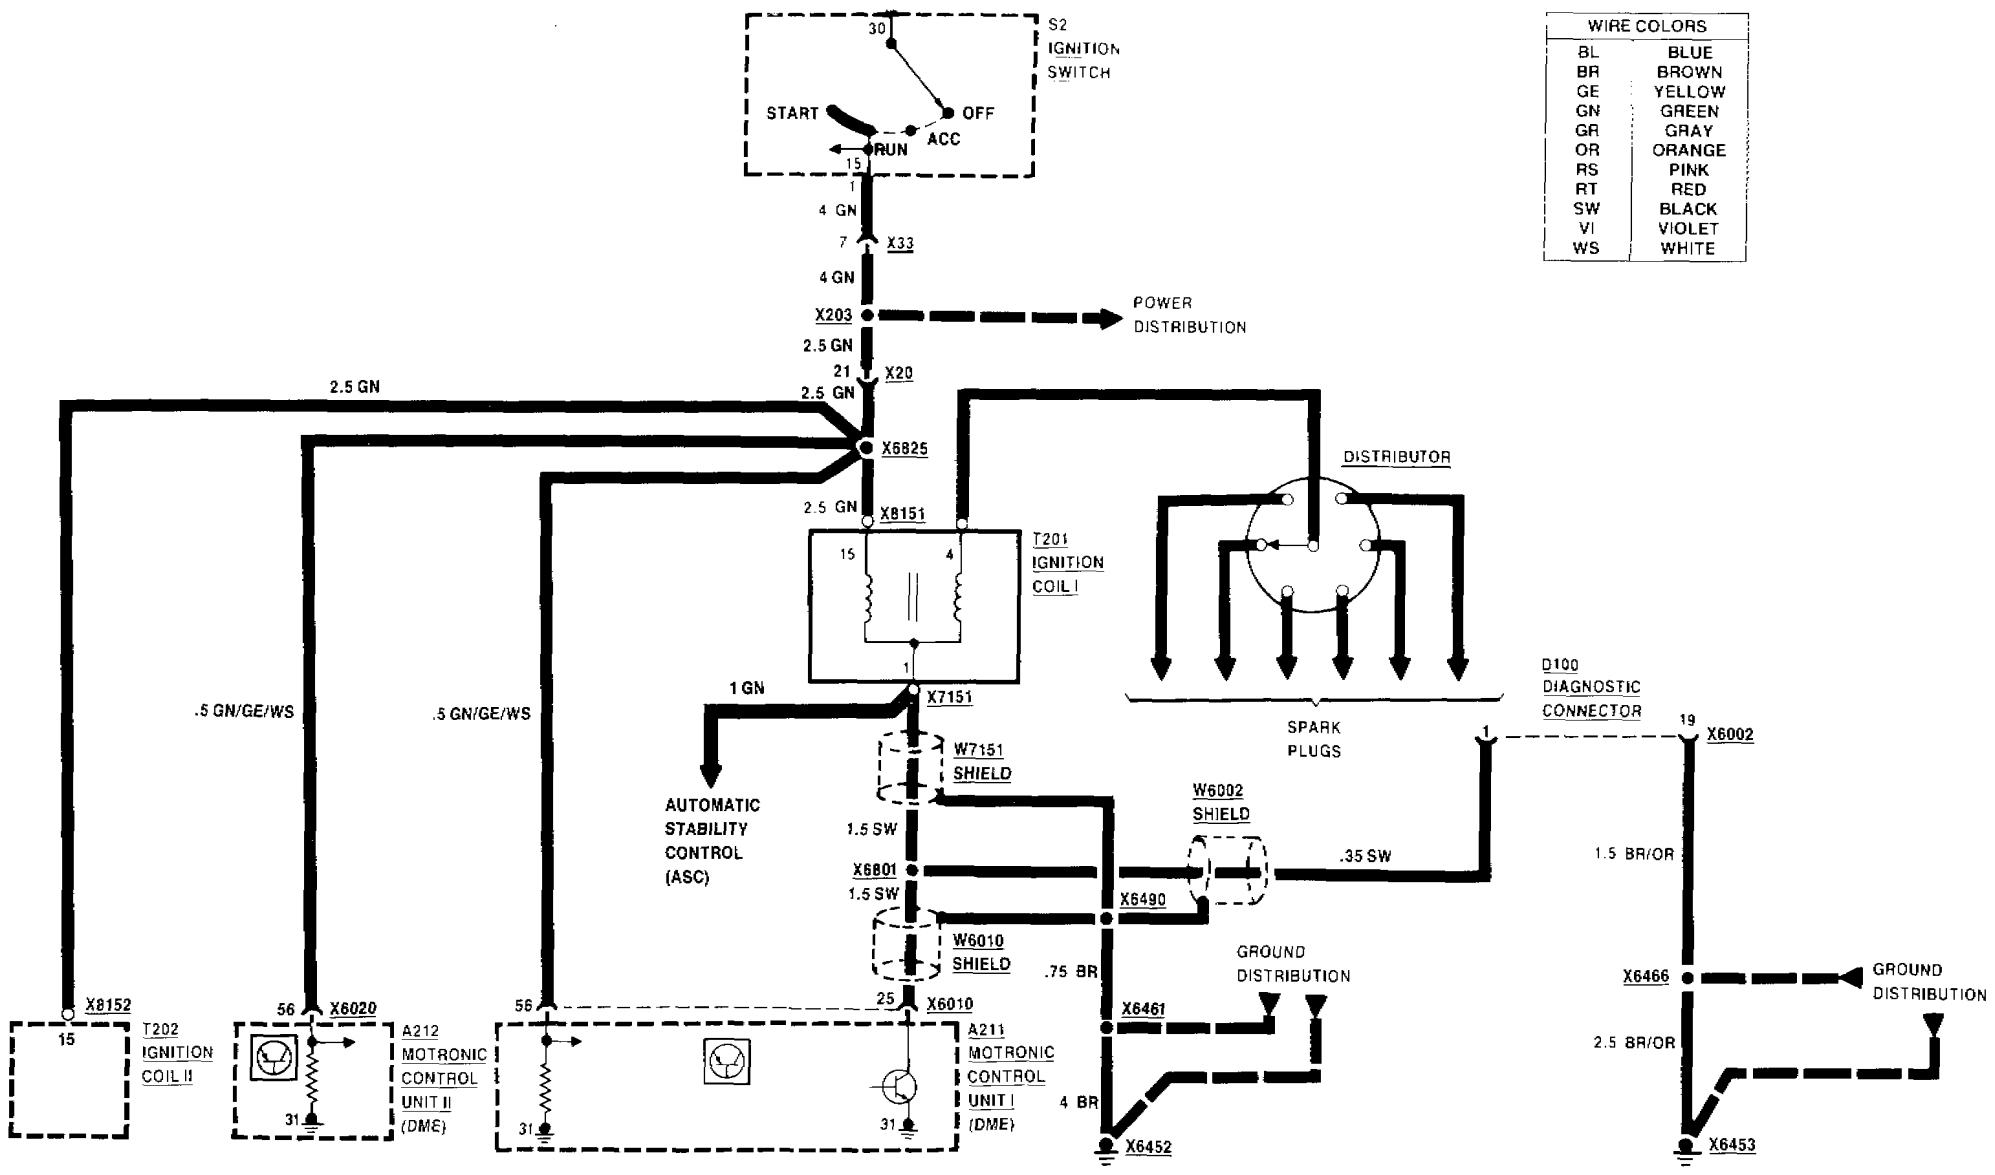 S2
IGNITION
SWITCH
30
START
OFF
ACC
RUN
15
1
4 GN
7 X33
4 GN
X203
POWER
DISTRIBUTION
2.5 GN
21 X20
2.5 GN
2.5 GN
X6825
2.5 GN
X8151
15
4
T201
IGNITION
COIL I
1
X7151
1 GN
AUTOMATIC
STABILITY
CONTROL
(ASC)
W7151
SHIELD
1.5 SW
X6801
1.5 SW
W6010
SHIELD
25 X6010
.5 GN/GE/WS
.5 GN/GE/WS
X8152
15
T202
IGNITION
COIL II
56 X6020
31
A212
MOTRONIC
CONTROL
UNIT II
(DME)
56
31
31
A211
MOTRONIC
CONTROL
UNIT I
(DME)
DISTRIBUTOR
SPARK
PLUGS
D100
DIAGNOSTIC
CONNECTOR
1
19
X6002
W6002
SHIELD
.35 SW
X6490
.75 BR
X6461
GROUND
DISTRIBUTION
4 BR
X6452
1.5 BR/OR
X6466
GROUND
DISTRIBUTION
2.5 BR/OR
X6453
WIRE COLORS
BL BLUE
BR BROWN
GE YELLOW
GN GREEN
GR GRAY
OR ORANGE
RS PINK
RT RED
SW BLACK
VI VIOLET
WS WHITE